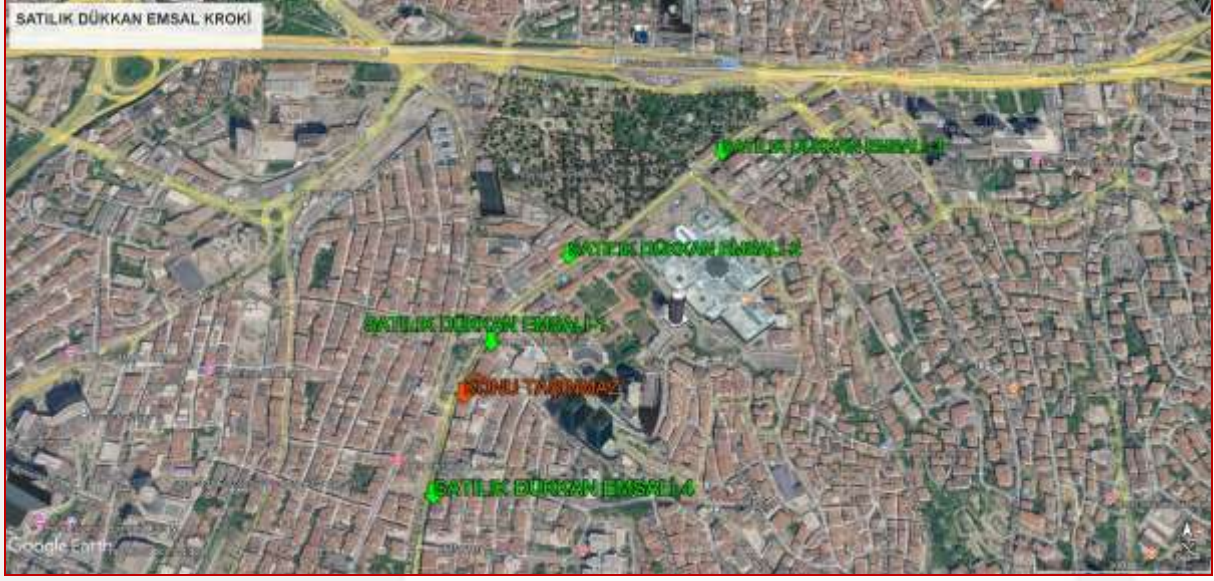 SATILIK DÜKKAN EMSAL KROKİ
SATILIK DÜKKAN EMSALİ-3
SATILIK DÜKKAN EMSALİ-2
SATILIK DÜKKAN EMSALİ-1
KONU TAŞINMAZ
SATILIK DÜKKAN EMSALİ-4
Google Earth